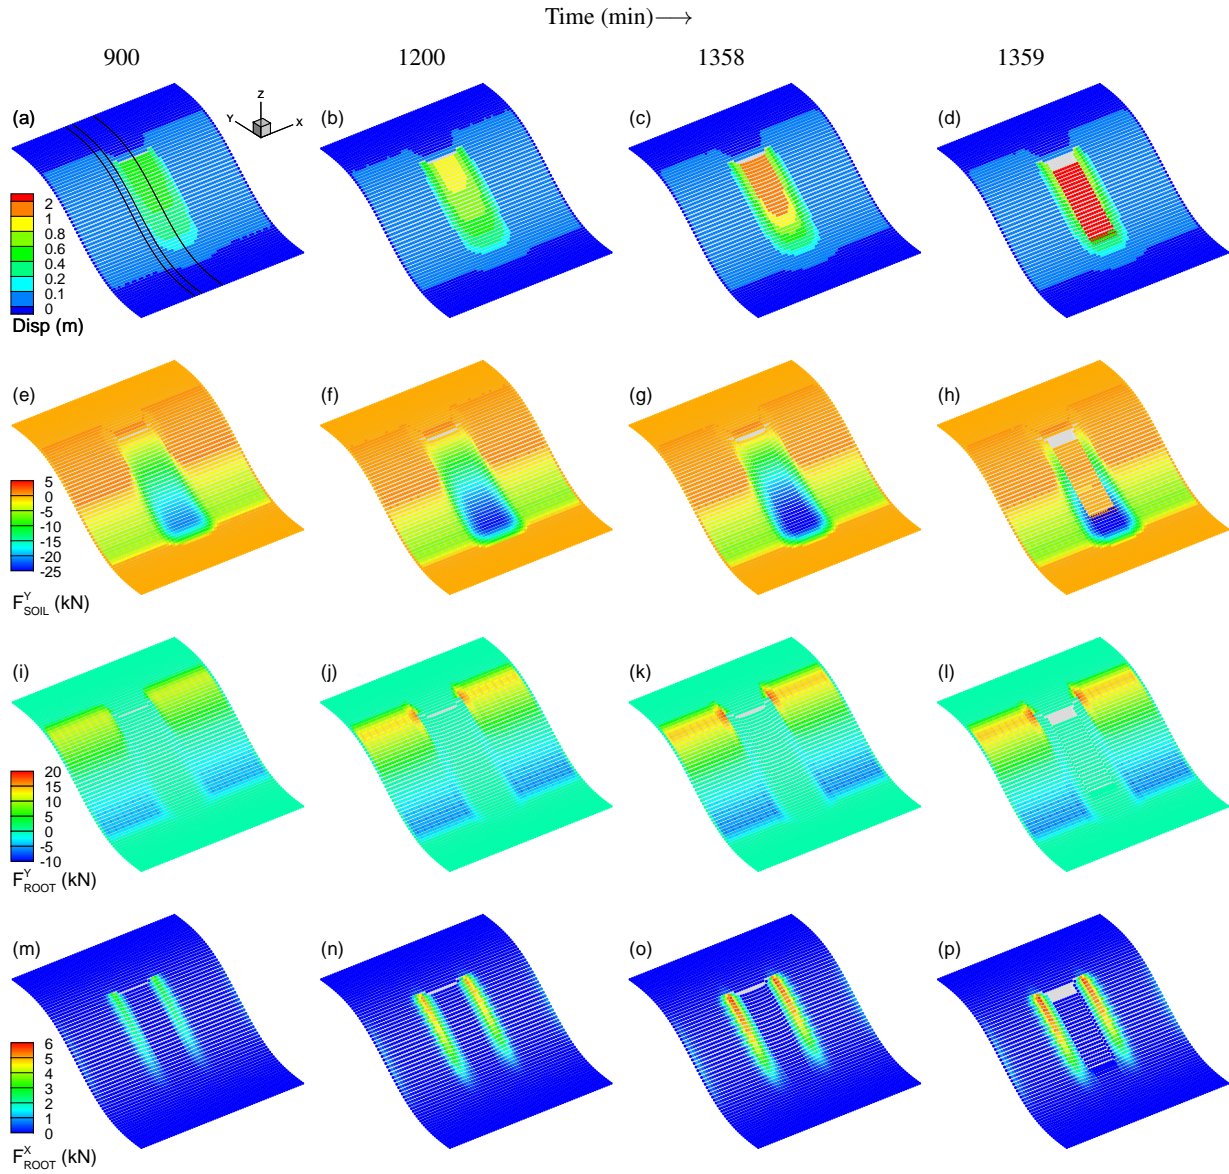 Time (min)⟶
900 1200 1358 1359
(a) (b) (c) (d)
Z
Y
X
2
1
0.8
0.6
0.4
0.2
0.1
0
Disp (m)
(e) (f) (g) (h)
5
0
-5
-10
-15
-20
-25
F^Y_SOIL (kN)
(i) (j) (k) (l)
20
15
10
5
0
-5
-10
F^Y_ROOT (kN)
(m) (n) (o) (p)
6
5
4
3
2
1
0
F^X_ROOT (kN)